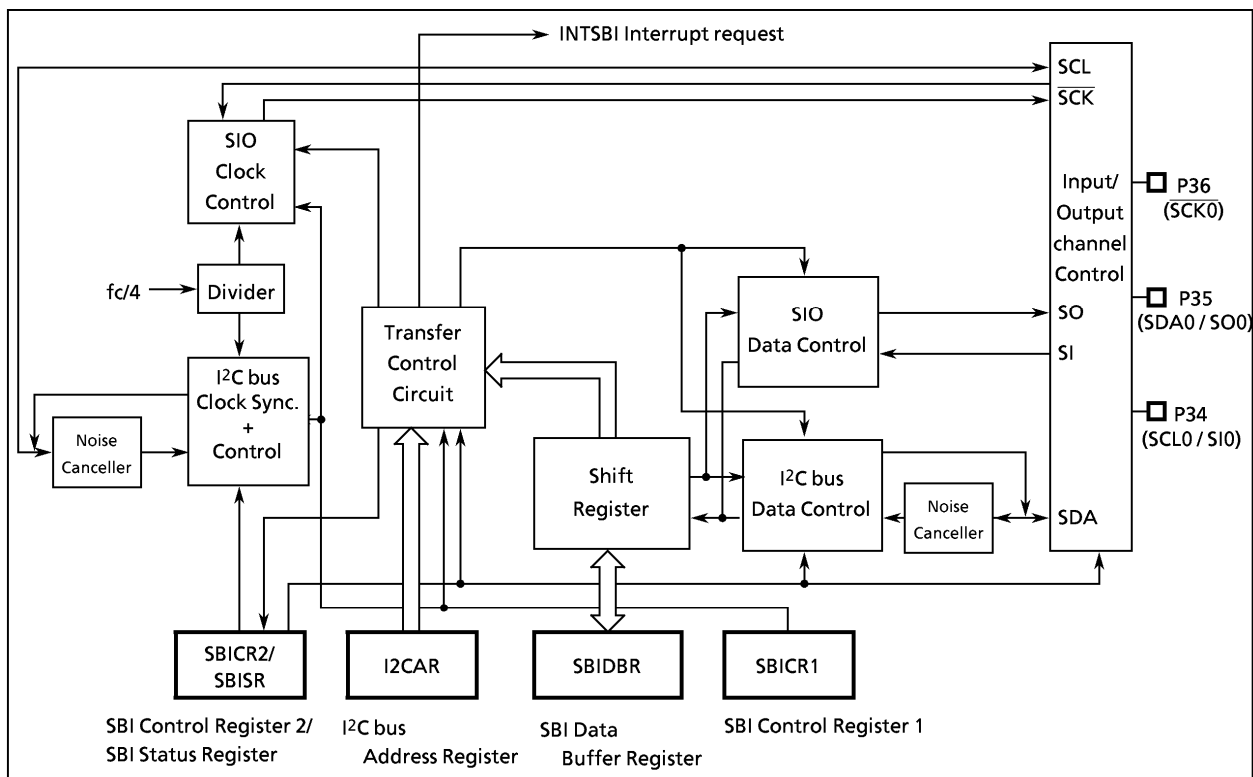 INTSBI Interrupt request
SCL
SCK
SIO
Clock
Control
Input/
Output
channel
Control
P36
(SCK0)
fc/4
Divider
SIO
Data Control
SO
SI
P35
(SDA0 / SO0)
Transfer
Control
Circuit
I²C bus
Clock Sync.
+
Control
Noise
Canceller
P34
(SCL0 / SI0)
Shift
Register
I²C bus
Data Control
Noise
Canceller
SDA
SBICR2/
SBISR
I2CAR
SBIDBR
SBICR1
SBI Control Register 2/
SBI Status Register
I²C bus
Address Register
SBI Data
Buffer Register
SBI Control Register 1